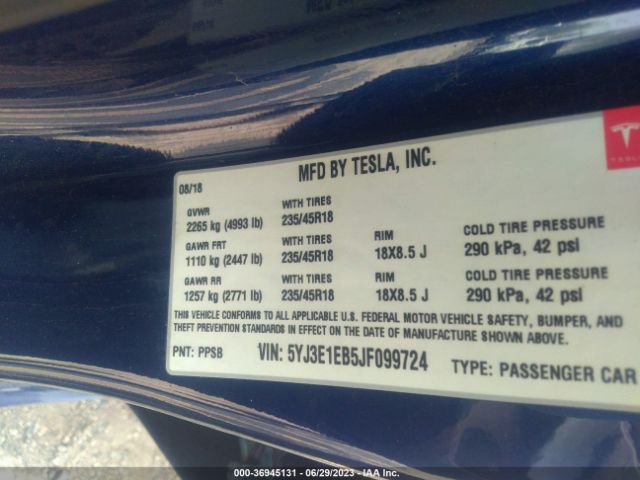 TESLA
MFD BY TESLA, INC.
08/18
GVWR WITH TIRES
2265 kg (4993 lb) 235/45R18
GAWR FRT WITH TIRES RIM COLD TIRE PRESSURE
1110 kg (2447 lb) 235/45R18 18X8.5 J 290 kPa, 42 psi
GAWR RR WITH TIRES RIM COLD TIRE PRESSURE
1257 kg (2771 lb) 235/45R18 18X8.5 J 290 kPa, 42 psi
THIS VEHICLE CONFORMS TO ALL APPLICABLE U.S. FEDERAL MOTOR VEHICLE SAFETY, BUMPER, AND
THEFT PREVENTION STANDARDS IN EFFECT ON THE DATE OF MANUFACTURE SHOWN ABOVE.
PNT: PPSB VIN: 5YJ3E1EB5JF099724 TYPE: PASSENGER CAR
© 36945131 - 06/29/2023 - IAA Inc.